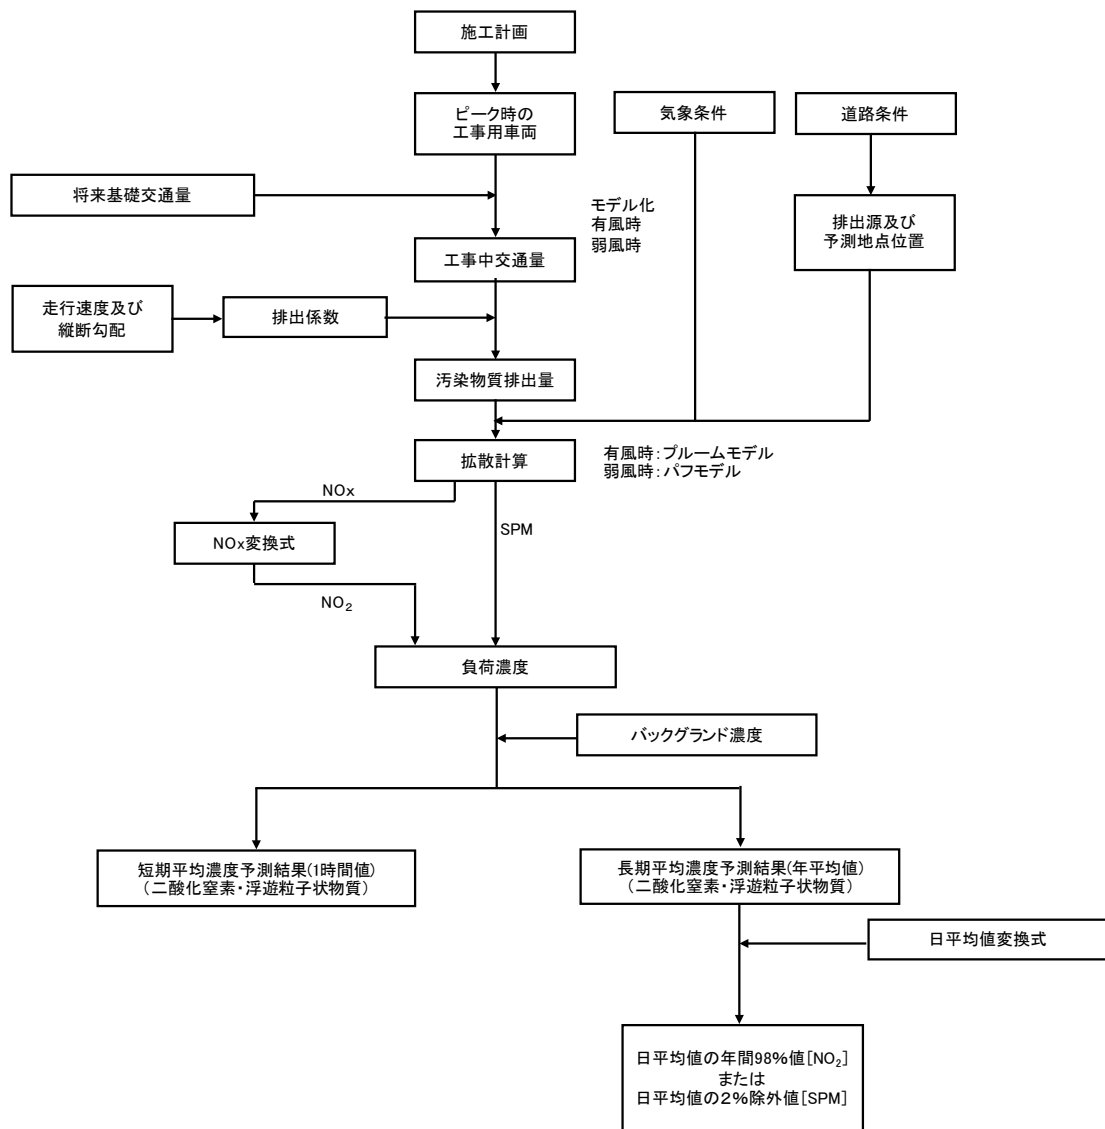 施工計画
ピーク時の
工事用車両
気象条件
道路条件
将来基礎交通量
モデル化
有風時
弱風時
排出源及び
予測地点位置
工事中交通量
走行速度及び
縦断勾配
排出係数
汚染物質排出量
拡散計算
有風時：プルームモデル
弱風時：パフモデル
NOx
SPM
NOx変換式
NO₂
負荷濃度
バックグランド濃度
短期平均濃度予測結果(1時間値)
（二酸化窒素・浮遊粒子状物質）
長期平均濃度予測結果(年平均値)
（二酸化窒素・浮遊粒子状物質）
日平均値変換式
日平均値の年間98%値[NO₂]
または
日平均値の２%除外値[SPM]